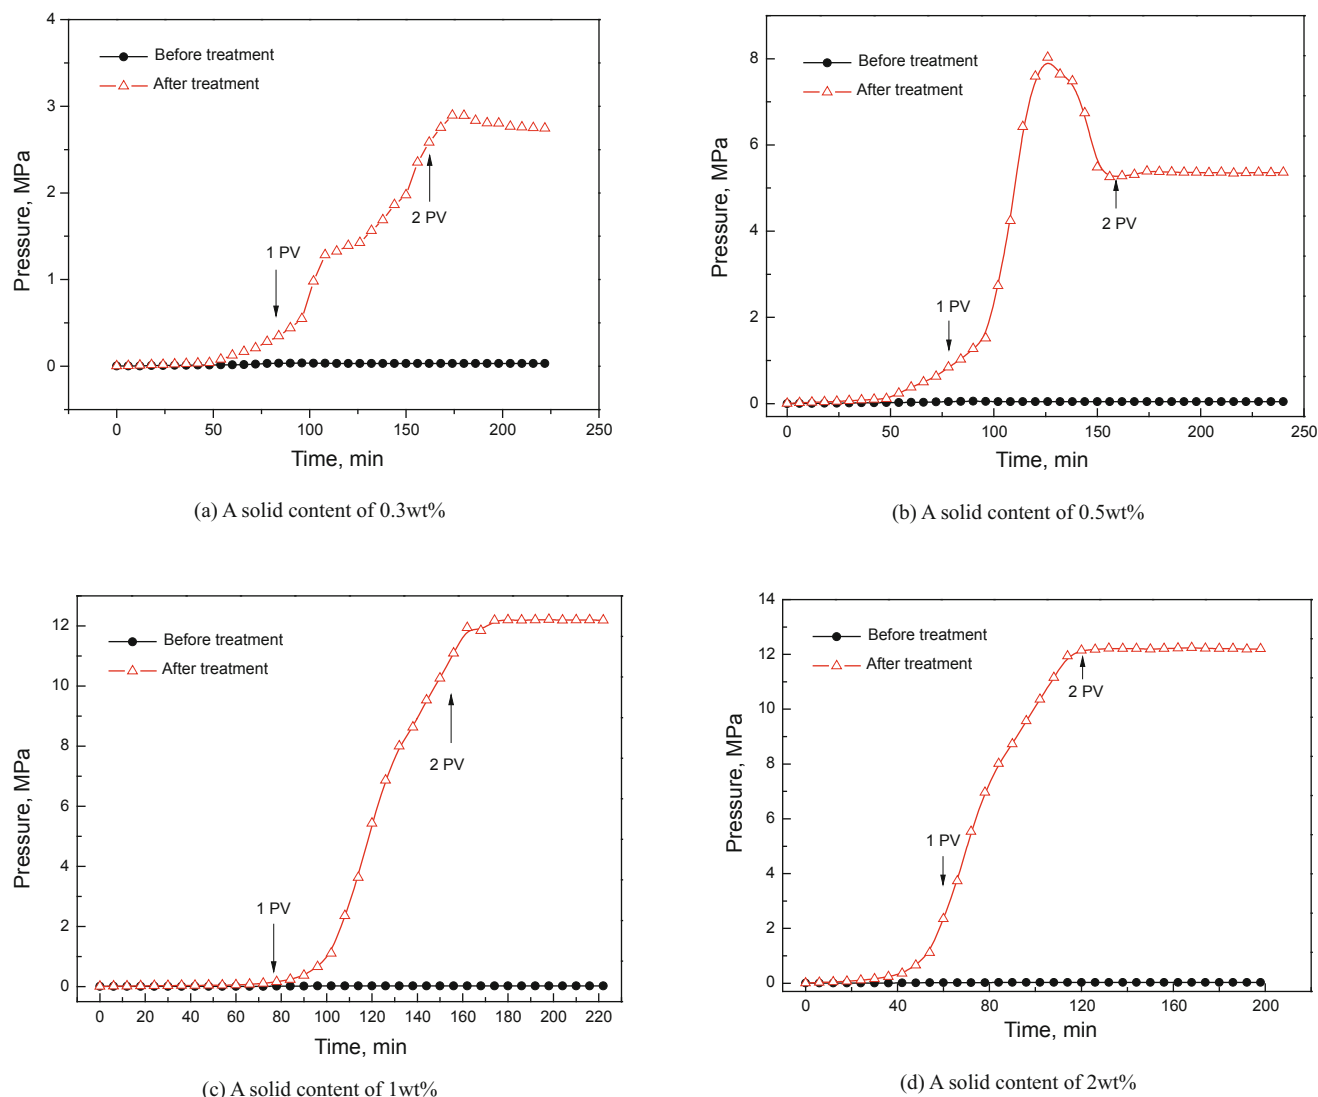 4
3
2
1
0
Pressure, MPa
Before treatment
After treatment
1 PV
2 PV
0
50
100
150
200
250
Time, min
(a) A solid content of 0.3wt%
8
6
4
2
0
Pressure, MPa
Before treatment
After treatment
1 PV
2 PV
0
50
100
150
200
250
Time, min
(b) A solid content of 0.5wt%
12
10
8
6
4
2
0
Pressure, MPa
Before treatment
After treatment
1 PV
2 PV
0
20
40
60
80
100
120
140
160
180
200
220
Time, min
(c) A solid content of 1wt%
14
12
10
8
6
4
2
0
Pressure, MPa
Before treatment
After treatment
1 PV
2 PV
0
40
80
120
160
200
Time, min
(d) A solid content of 2wt%